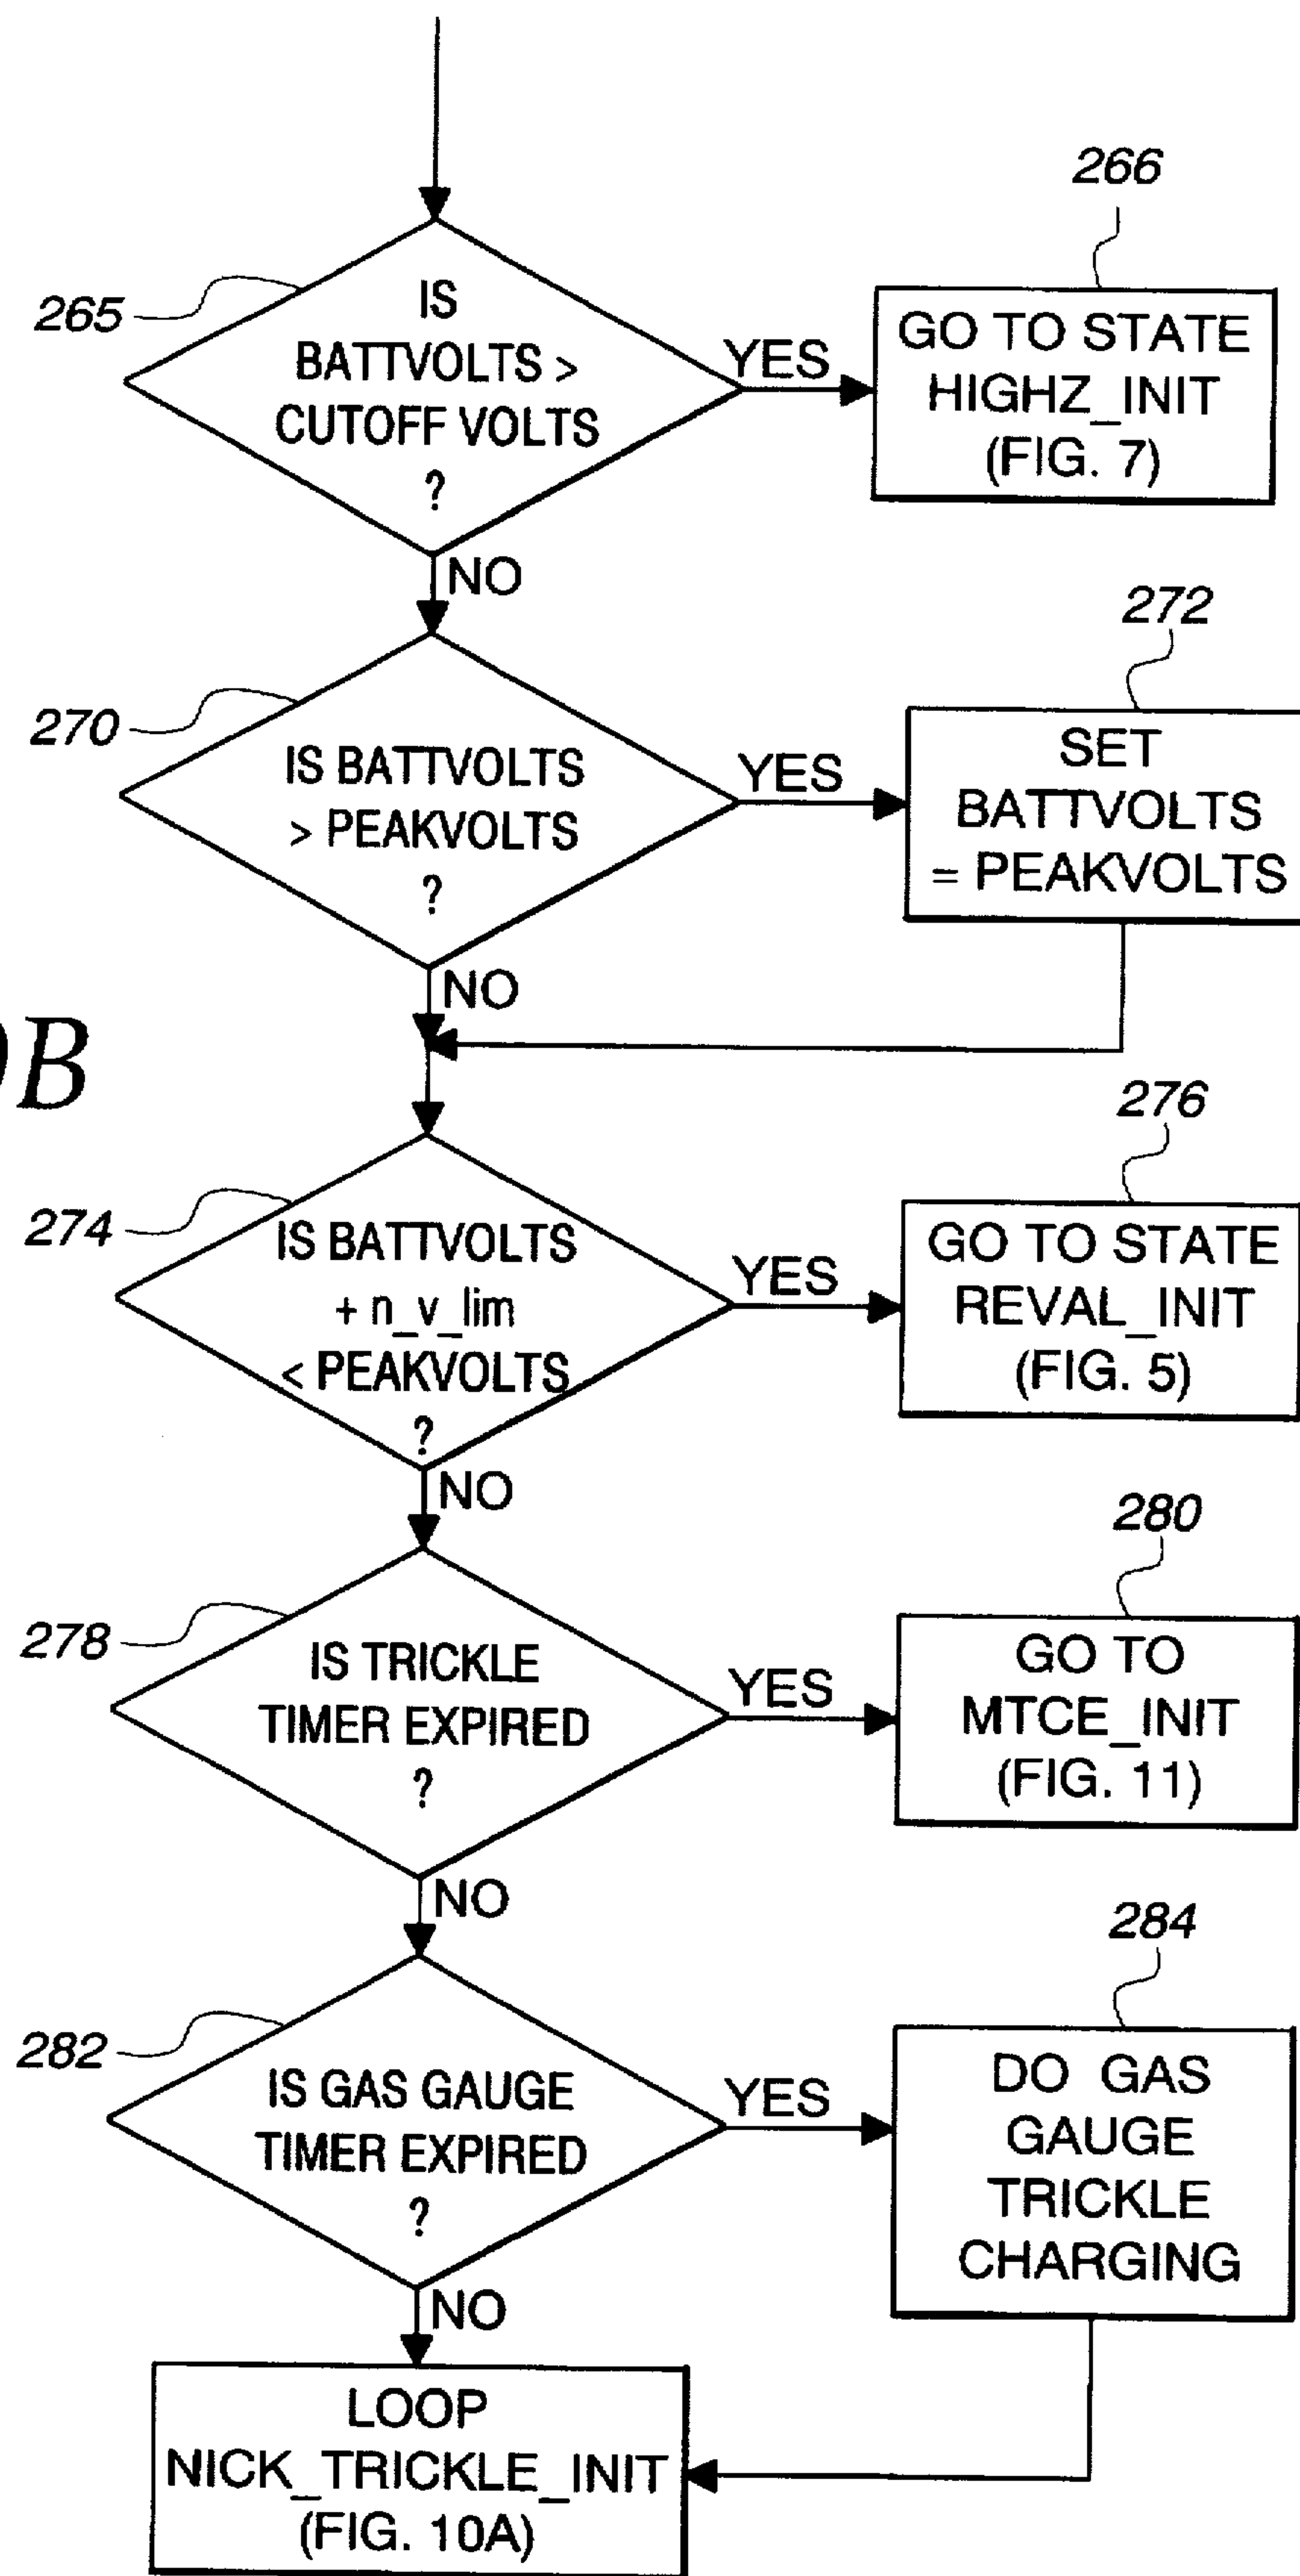 266
265
IS
BATTVOLTS >
CUTOFF VOLTS
?
YES
GO TO STATE
HIGHZ_INIT
(FIG. 7)
NO
272
270
IS BATTVOLTS
> PEAKVOLTS
?
YES
SET
BATTVOLTS
= PEAKVOLTS
NO
B
276
274
IS BATTVOLTS
+ n_v_lim
< PEAKVOLTS
?
YES
GO TO STATE
REVAL_INIT
(FIG. 5)
NO
280
278
IS TRICKLE
TIMER EXPIRED
?
YES
GO TO
MTCE_INIT
(FIG. 11)
NO
284
282
IS GAS GAUGE
TIMER EXPIRED
?
YES
DO GAS
GAUGE
TRICKLE
CHARGING
NO
LOOP
NICK_TRICKLE_INIT
(FIG. 10A)